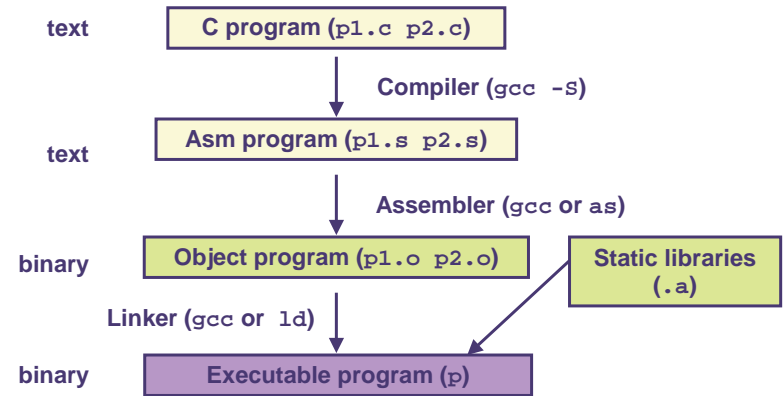 text
C program (p1.c p2.c)
Compiler (gcc -S)
text
Asm program (p1.s p2.s)
Assembler (gcc or as)
binary
Object program (p1.o p2.o)
Static libraries
(.a)
Linker (gcc or ld)
binary
Executable program (p)